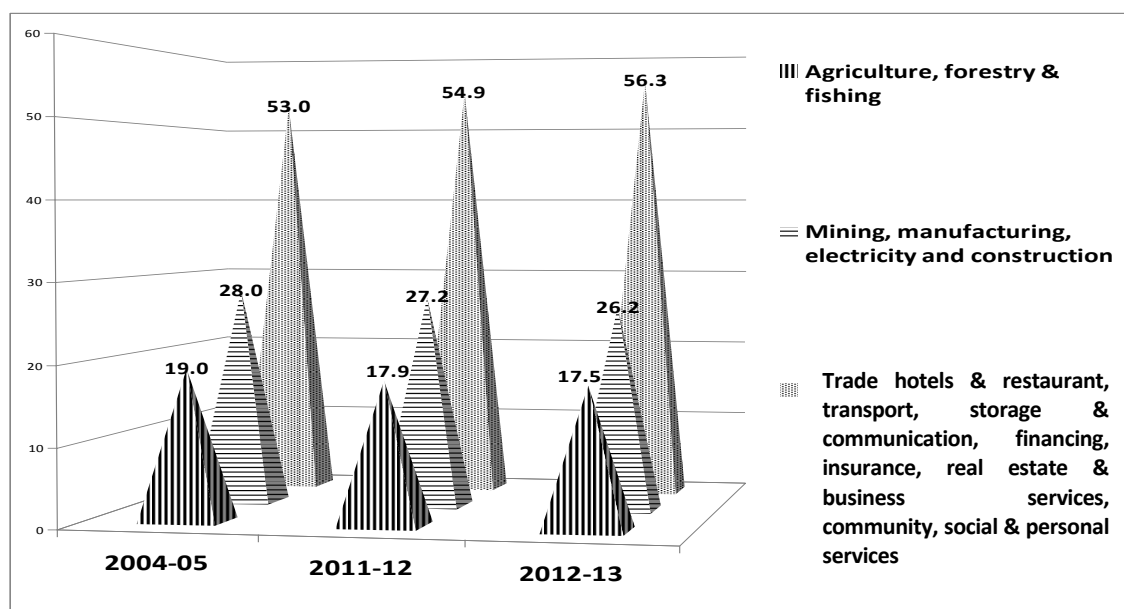 60
50
40
30
20
10
0
53.0
54.9
56.3
28.0
27.2
26.2
19.0
17.9
17.5
2004-05
2011-12
2012-13
Agriculture, forestry &
fishing
Mining, manufacturing,
electricity and construction
Trade hotels & restaurant,
transport, storage &
communication, financing,
insurance, real estate &
business services,
community, social & personal
services